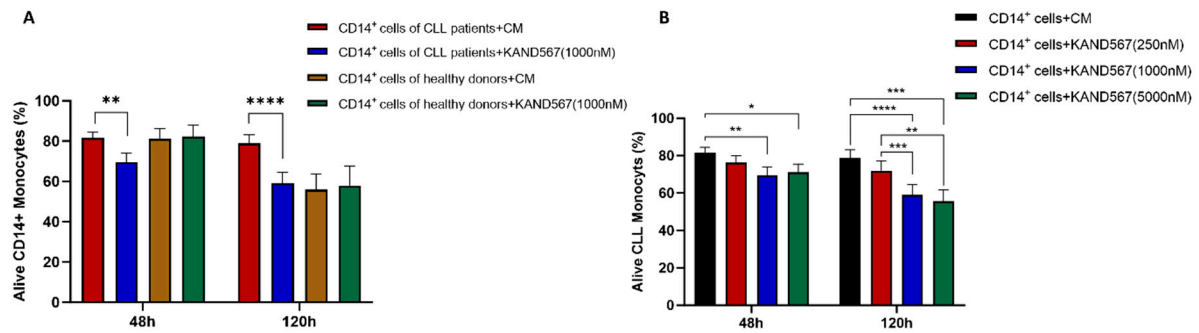 A
CD14+ cells of CLL patients+CM
CD14+ cells of CLL patients+KAND567(1000nM)
CD14+ cells of healthy donors+CM
CD14+ cells of healthy donors+KAND567(1000nM)
Alive CD14+ Monocytes (%)
100
80
60
40
20
0
**
****
48h
120h
B
CD14+ cells+CM
CD14+ cells+KAND567(250nM)
CD14+ cells+KAND567(1000nM)
CD14+ cells+KAND567(5000nM)
Alive CLL Monocyts (%)
100
80
60
40
20
0
*
**
***
****
**
***
48h
120h